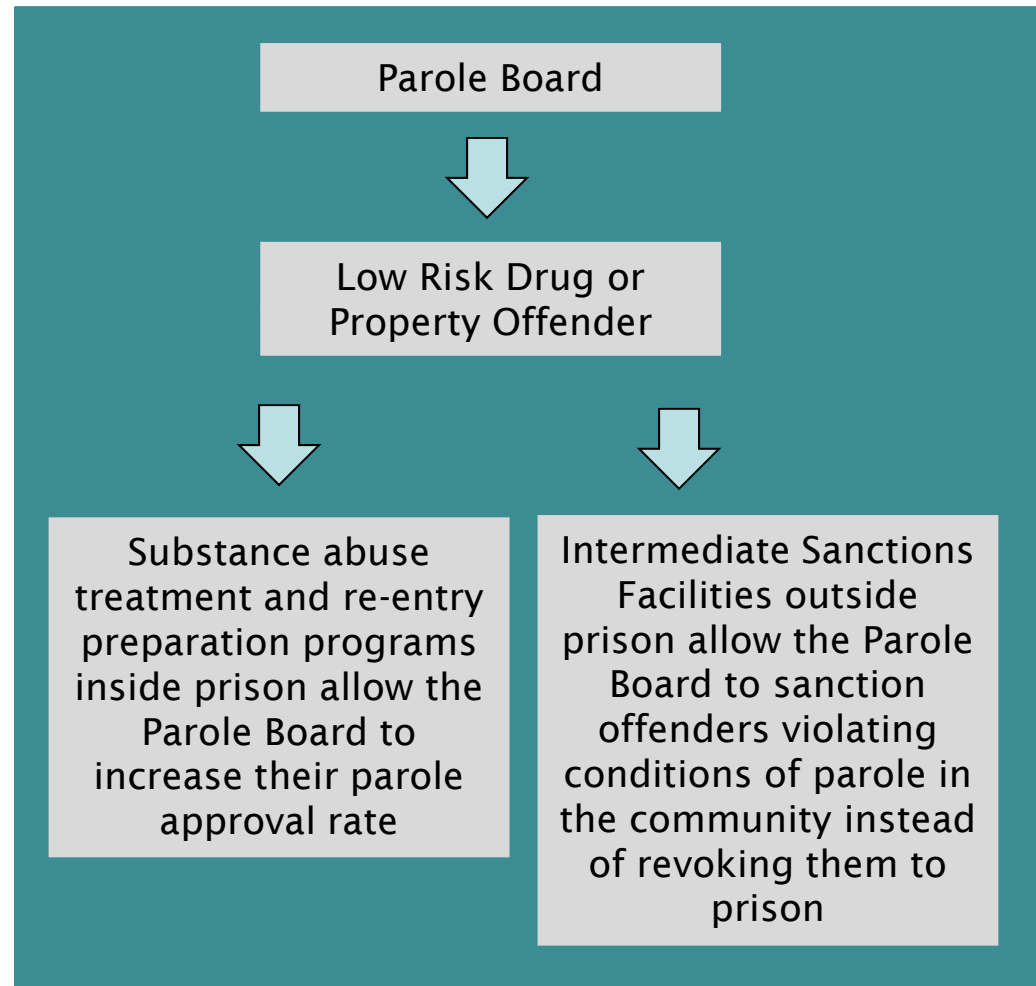 Parole Board
Low Risk Drug or
Property Offender
Substance abuse
treatment and re-entry
preparation programs
inside prison allow the
Parole Board to
increase their parole
approval rate
Intermediate Sanctions
Facilities outside
prison allow the Parole
Board to sanction
offenders violating
conditions of parole in
the community instead
of revoking them to
prison